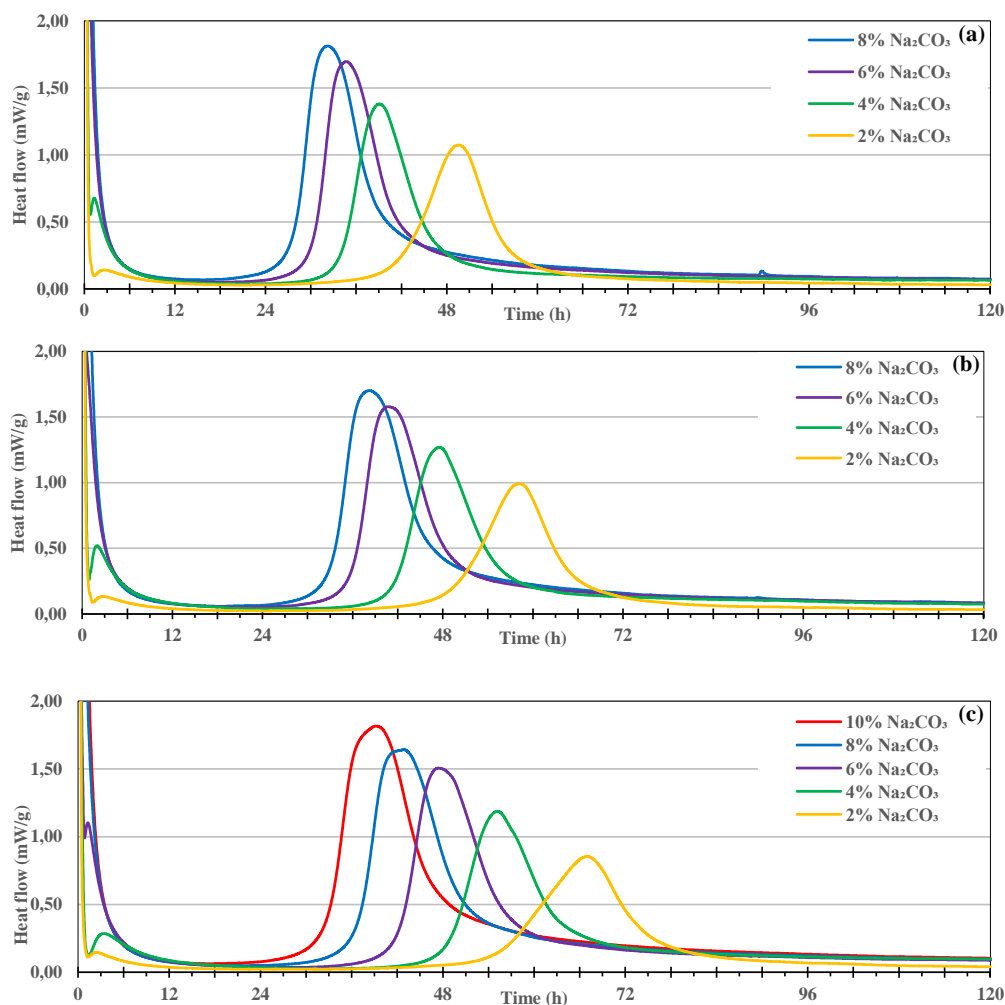 (a)
2,00
1,50
1,00
0,50
0,00
Heat flow (mW/g)
8% Na₂CO₃
6% Na₂CO₃
4% Na₂CO₃
2% Na₂CO₃
0 12 24 48 72 96 120
Time (h)
(b)
2,00
1,50
1,00
0,50
0,00
Heat flow (mW/g)
8% Na₂CO₃
6% Na₂CO₃
4% Na₂CO₃
2% Na₂CO₃
0 12 24 48 72 96 120
Time (h)
(c)
2,00
1,50
1,00
0,50
0,00
Heat flow (mW/g)
10% Na₂CO₃
8% Na₂CO₃
6% Na₂CO₃
4% Na₂CO₃
2% Na₂CO₃
0 12 24 48 72 96 120
Time (h)